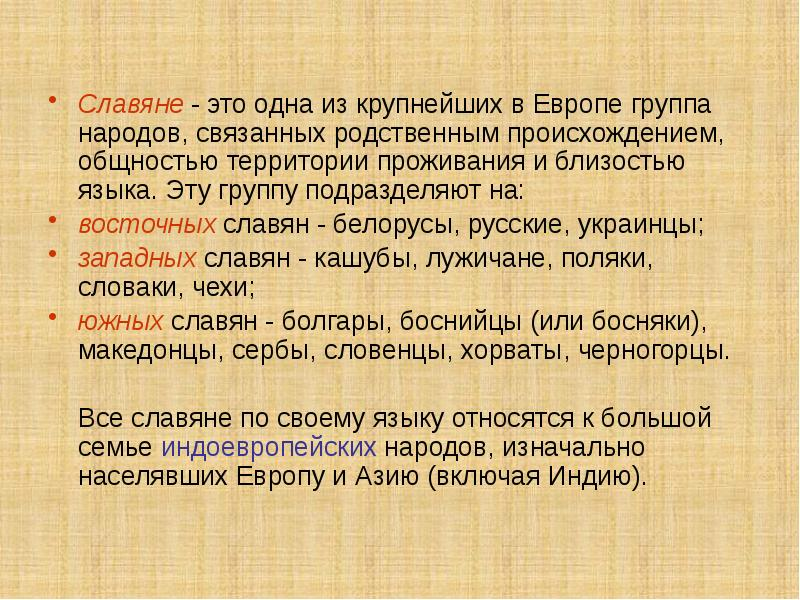 • Славяне - это одна из крупнейших в Европе группа
народов, связанных родственным происхождением,
общностью территории проживания и близостью
языка. Эту группу подразделяют на:
• восточных славян - белорусы, русские, украинцы;
• западных славян - кашубы, лужичане, поляки,
словаки, чехи;
• южных славян - болгары, боснийцы (или босняки),
македонцы, сербы, словенцы, хорваты, черногорцы.
Все славяне по своему языку относятся к большой
семье индоевропейских народов, изначально
населявших Европу и Азию (включая Индию).